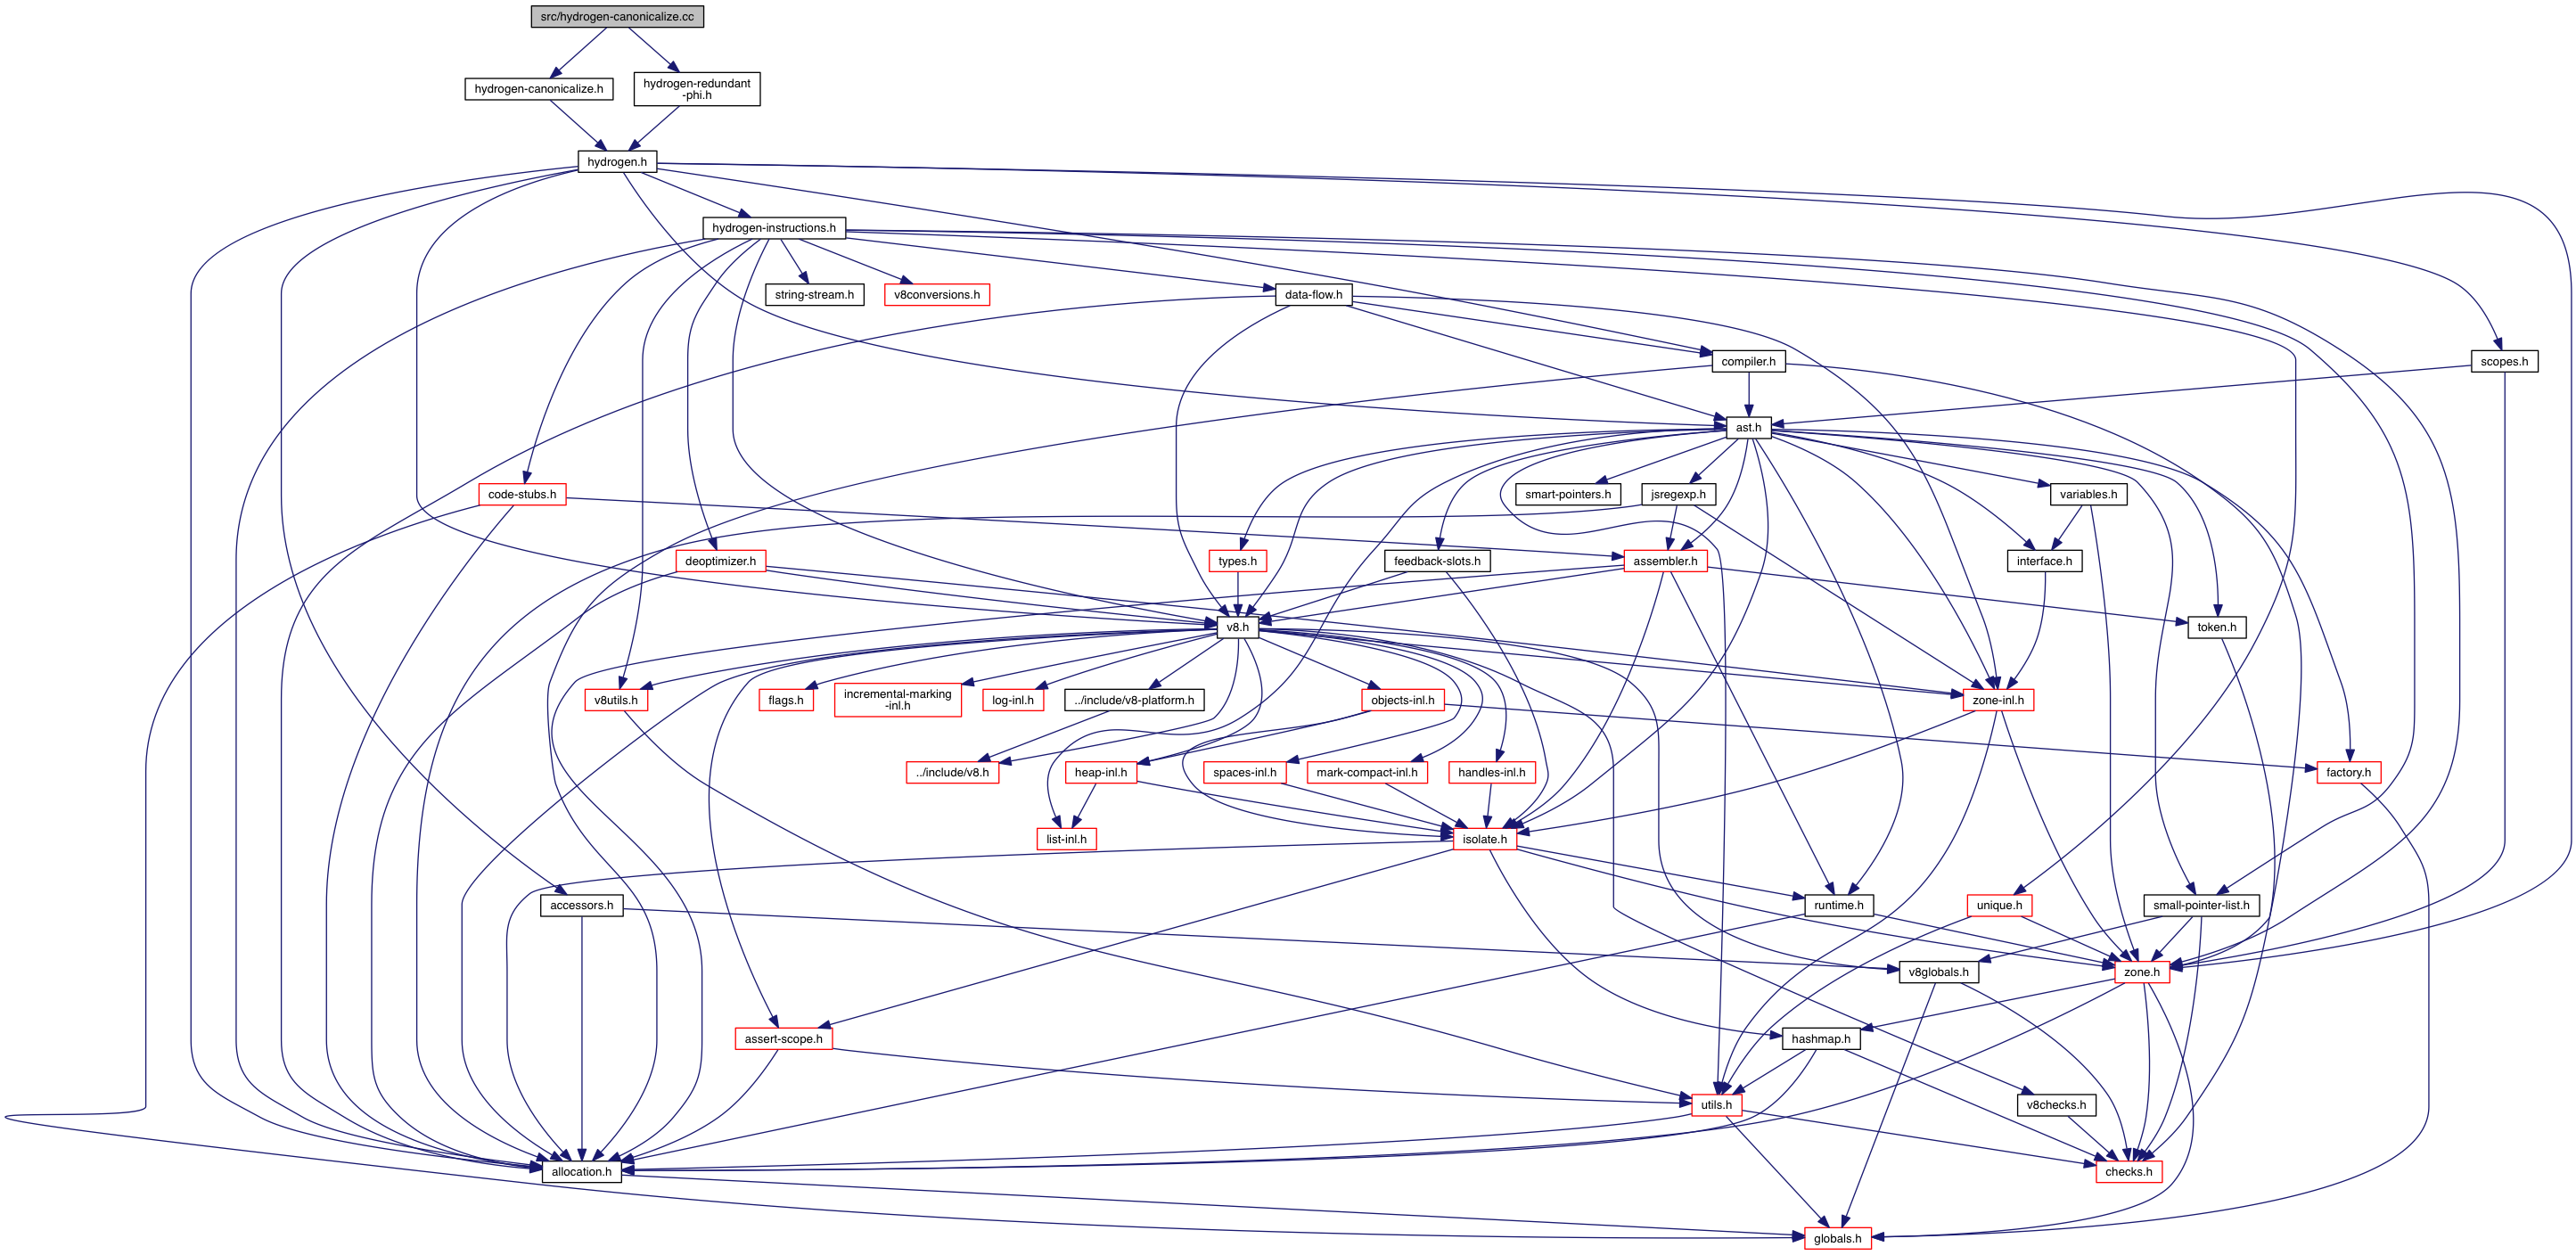 src/hydrogen-canonicalize.cc
hydrogen-canonicalize.h
hydrogen-redundant
-phi.h
hydrogen.h
hydrogen-instructions.h
string-stream.h
v8conversions.h
data-flow.h
compiler.h
scopes.h
ast.h
code-stubs.h
smart-pointers.h
jsregexp.h
variables.h
deoptimizer.h
types.h
feedback-slots.h
assembler.h
interface.h
v8.h
token.h
v8utils.h
flags.h
incremental-marking
-inl.h
log-inl.h
../include/v8-platform.h
objects-inl.h
zone-inl.h
../include/v8.h
heap-inl.h
spaces-inl.h
mark-compact-inl.h
handles-inl.h
factory.h
list-inl.h
isolate.h
accessors.h
runtime.h
unique.h
small-pointer-list.h
v8globals.h
zone.h
assert-scope.h
hashmap.h
utils.h
v8checks.h
allocation.h
checks.h
globals.h